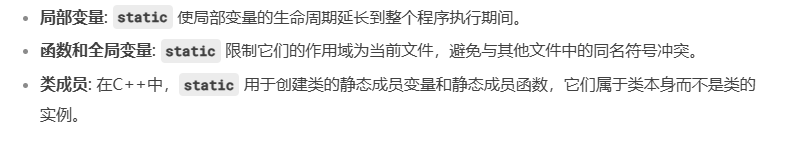 • 局部变量: static 使局部变量的生命周期延长到整个程序执行期间。
• 函数和全局变量: static 限制它们的作用域为当前文件，避免与其他文件中的同名符号冲突。
• 类成员: 在C++中，static 用于创建类的静态成员变量和静态成员函数，它们属于类本身而不是类的
实例。